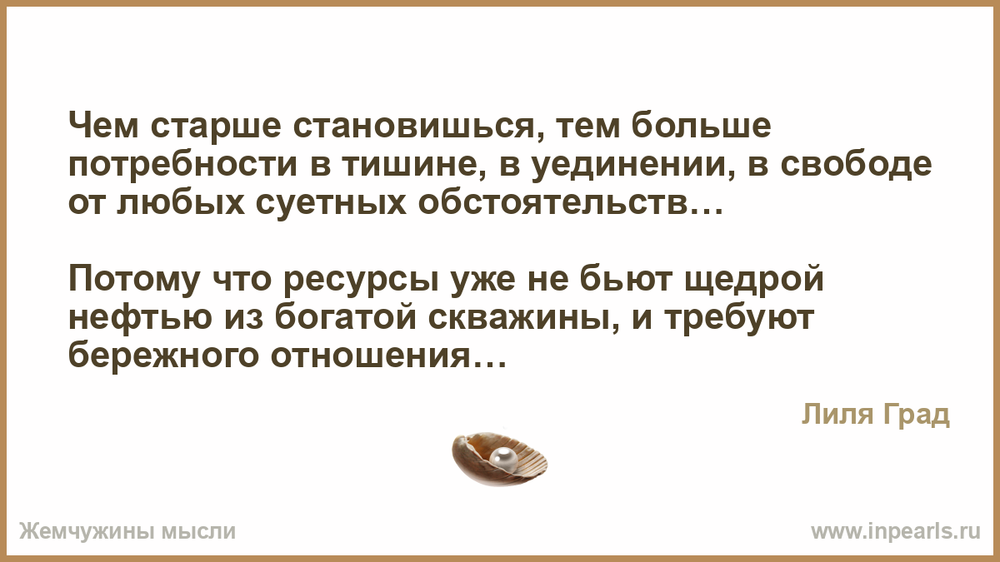 Чем старше становишься, тем больше
потребности в тишине, в уединении, в свободе
от любых суетных обстоятельств…
Потому что ресурсы уже не бьют щедрой
нефтью из богатой скважины, и требуют
бережного отношения…
Лиля Град
Жемчужины мысли
www.inpearls.ru